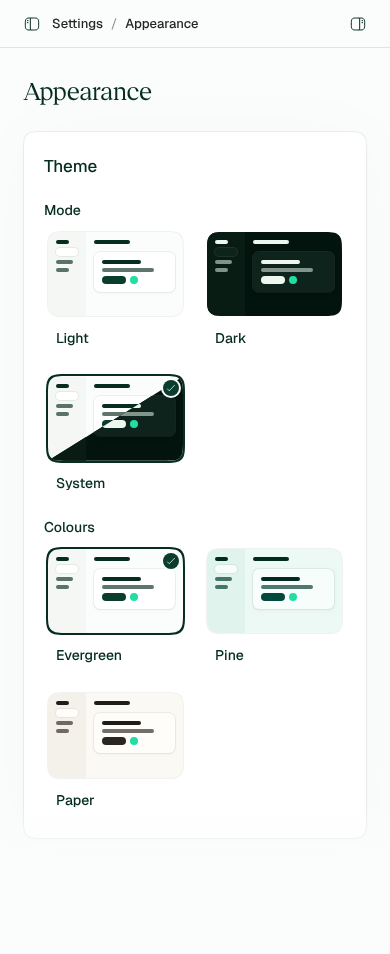 Settings / Appearance
Appearance
Theme
Mode
Light
Dark
System
Colours
Evergreen
Pine
Paper